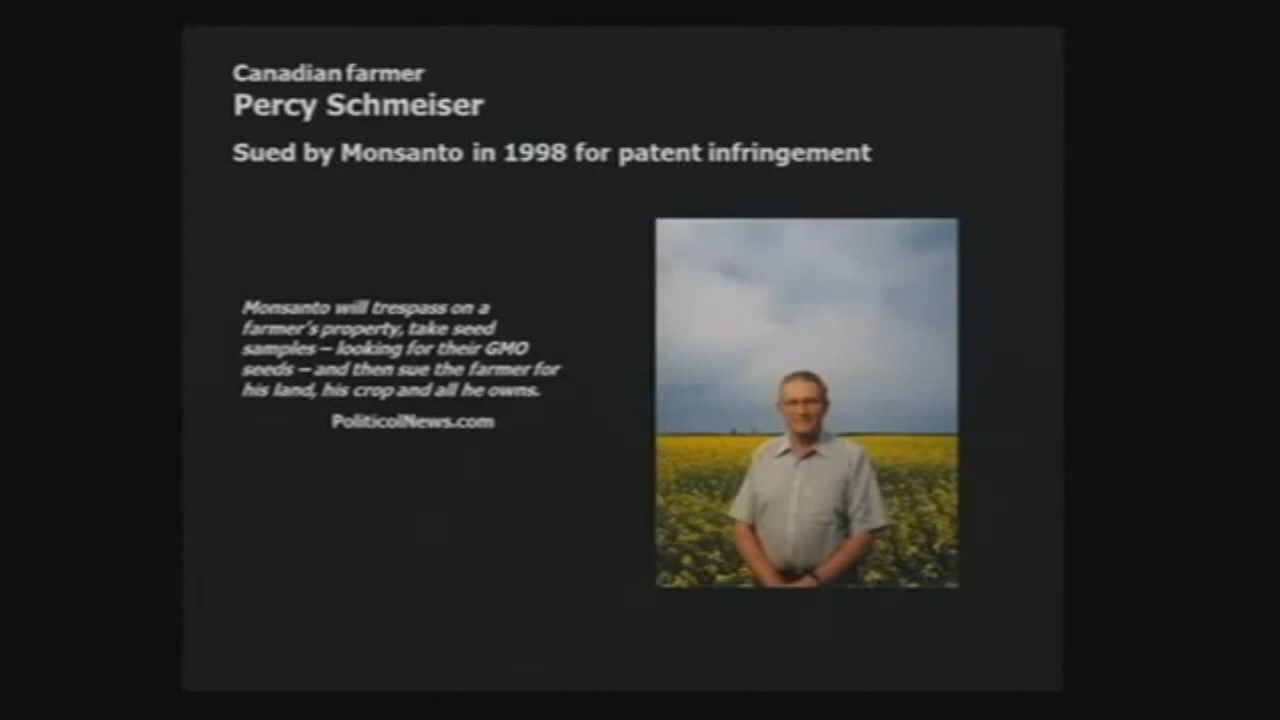 Canadian farmer
Percy Schmeiser
Sued by Monsanto in 1998 for patent infringement
Monsanto will trespass on a
farmer's property, take seed
samples – looking for their GMO
seeds – and then sue the farmer for
his land, his crop and all he owns.
PoliticolNews.com